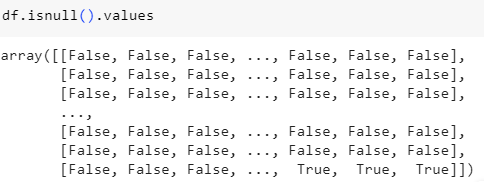 df.isnull().values
array([[False, False, False, ..., False, False, False],
       [False, False, False, ..., False, False, False],
       [False, False, False, ..., False, False, False],
       ...,
       [False, False, False, ..., False, False, False],
       [False, False, False, ..., False, False, False],
       [False, False, False, ...,  True,  True,  True]])